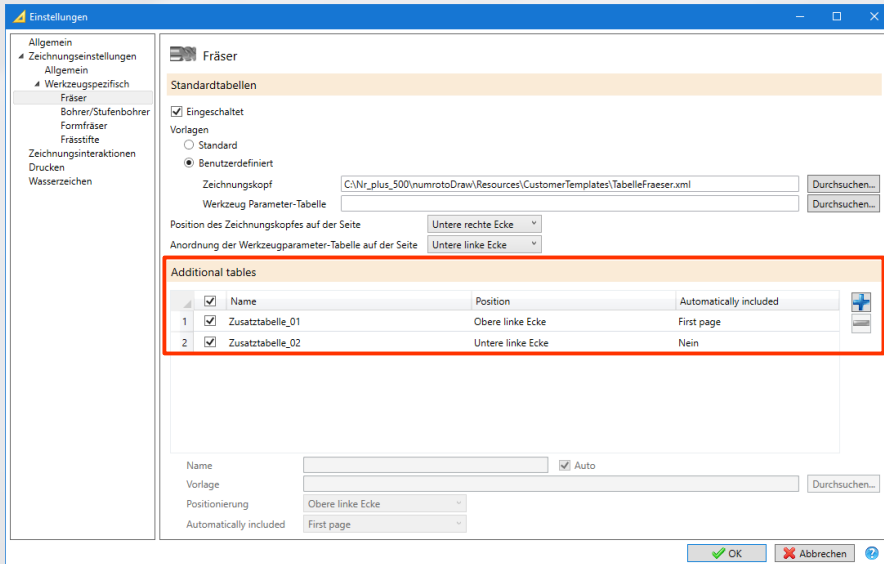 Einstellungen
Allgemein
Zeichnungseinstellungen
Allgemein
Werkzeugspezifisch
Fräser
Bohrer/Stufenbohrer
Formfräser
Frässtifte
Zeichnungsinteraktionen
Drucken
Wasserzeichen
Fräser
Standardtabellen
Eingeschaltet
Vorlagen
Standard
Benutzerdefiniert
Zeichnungskopf C:\Nr_plus_500\numrotoDraw\Resources\CustomerTemplates\TabelleFraeser.xml Durchsuchen...
Werkzeug Parameter-Tabelle Durchsuchen...
Position des Zeichnungskopfes auf der Seite Untere rechte Ecke
Anordnung der Werkzeugparameter-Tabelle auf der Seite Untere linke Ecke
Additional tables
Name Position Automatically included
1 Zusatztabelle_01 Obere linke Ecke First page
2 Zusatztabelle_02 Untere linke Ecke Nein
Name Auto
Vorlage Durchsuchen...
Positionierung Obere linke Ecke
Automatically included First page
OK Abbrechen ?